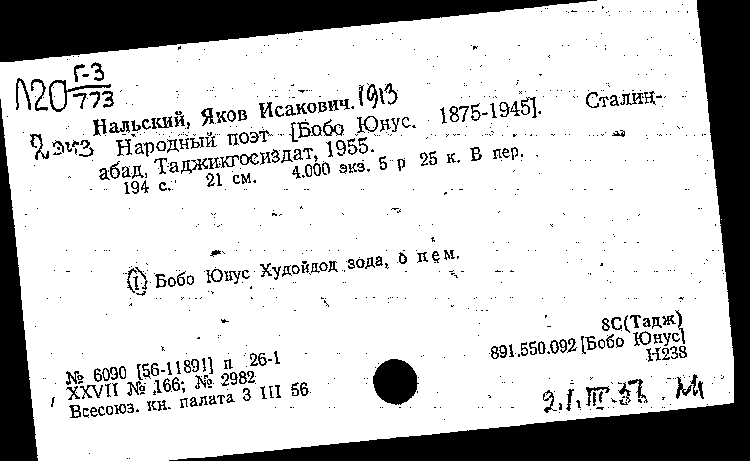 Л20 Г-3
773
Нальский, Яков Исакович. 1913
2 экз Народный поэт [Бобо Юнус. 1875-1945]. Сталин-
абад, Таджикгосиздат, 1955.
194 с. 21 см. 4.000 экз. 5 р 25 к. В пер.
(I) Бобо Юнус Худойдод зода, о нем.
8С(Тадж)
891.550.092 [Бобо Юнус]
Н238
№ 6090 [56-11891] п 26-1
XXVII № 166; № 2982
Всесоюз. кн. палата 3 III 56